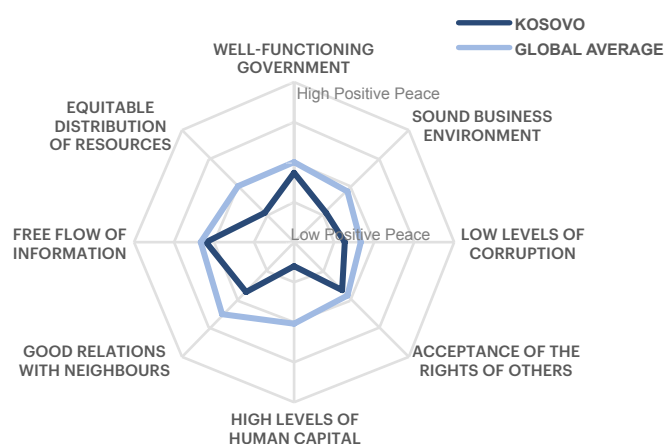 KOSOVO
GLOBAL AVERAGE
WELL-FUNCTIONING
GOVERNMENT
High Positive Peace
EQUITABLE
DISTRIBUTION
OF RESOURCES
SOUND BUSINESS
ENVIRONMENT
FREE FLOW OF
INFORMATION
Low Positive Peace
LOW LEVELS OF
CORRUPTION
GOOD RELATIONS
WITH NEIGHBOURS
ACCEPTANCE OF THE
RIGHTS OF OTHERS
HIGH LEVELS OF
HUMAN CAPITAL